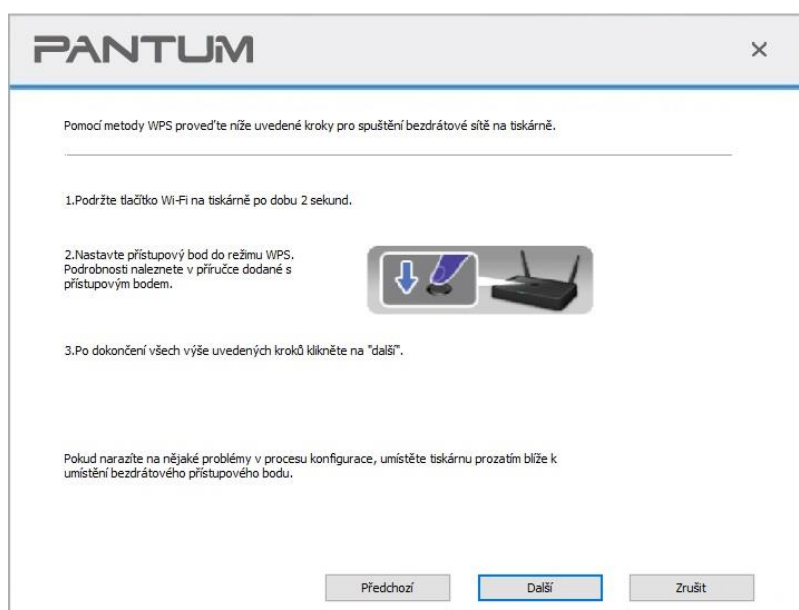 PANTUM
Pomocí metody WPS proveďte níže uvedené kroky pro spuštění bezdrátové sítě na tiskárně.
1.Podržte tlačítko Wi-Fi na tiskárně po dobu 2 sekund.
2.Nastavte přístupový bod do režimu WPS.
Podrobnosti naleznete v příručce dodané s
přístupovým bodem.
3.Po dokončení všech výše uvedených kroků klikněte na "další".
Pokud narazíte na nějaké problémy v procesu konfigurace, umístěte tiskárnu prozatím blíže k
umístění bezdrátového přístupového bodu.
Předchozí
Další
Zrušit